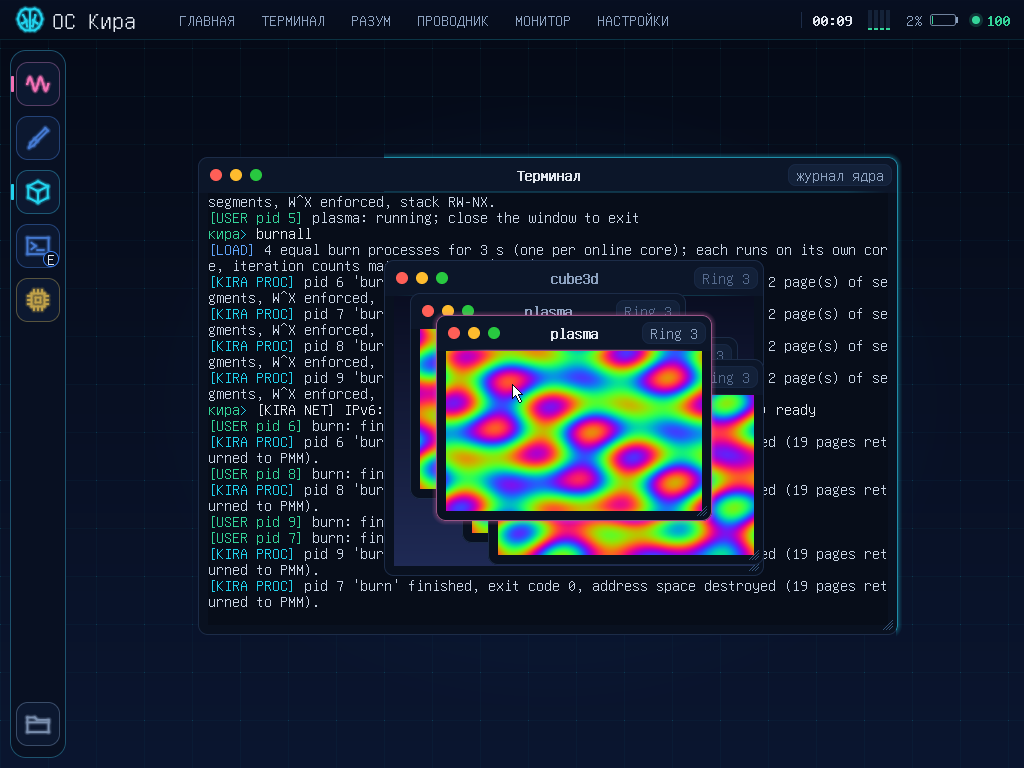 ОС Кира ГЛАВНАЯ ТЕРМИНАЛ РАЗУМ ПРОВОДНИК МОНИТОР НАСТРОЙКИ 00:09 2% 100
E
Терминал журнал ядра
segments, W^X enforced, stack RW-NX.
[USER pid 5] plasma: running; close the window to exit
кира> burnall
[LOAD] 4 equal burn processes for 3 s (one per online core); each runs on its own cor
e, iteration counts
[KIRA PROC] pid 6 'bur 2 page(s) of se
gments, W^X enforced,
[KIRA PROC] pid 7 'bur 2 page(s) of se
gments, W^X enforced,
[KIRA PROC] pid 8 'bur 2 page(s) of se
gments, W^X enforced,
[KIRA PROC] pid 9 'bur 2 page(s) of se
gments, W^X enforced,
кира> [KIRA NET] IPv6: ready
[USER pid 6] burn: fin
[KIRA PROC] pid 6 'bur ed (19 pages ret
urned to PMM).
[USER pid 8] burn: fin
[KIRA PROC] pid 8 'bur ed (19 pages ret
urned to PMM).
[USER pid 9] burn: fin
[USER pid 7] burn: fin
[KIRA PROC] pid 9 'bur ed (19 pages ret
urned to PMM).
[KIRA PROC] pid 7 'burn' finished, exit code 0, address space destroyed (19 pages ret
urned to PMM).
cube3d Ring 3
plasma Ring 3
plasma Ring 3
3
ing 3